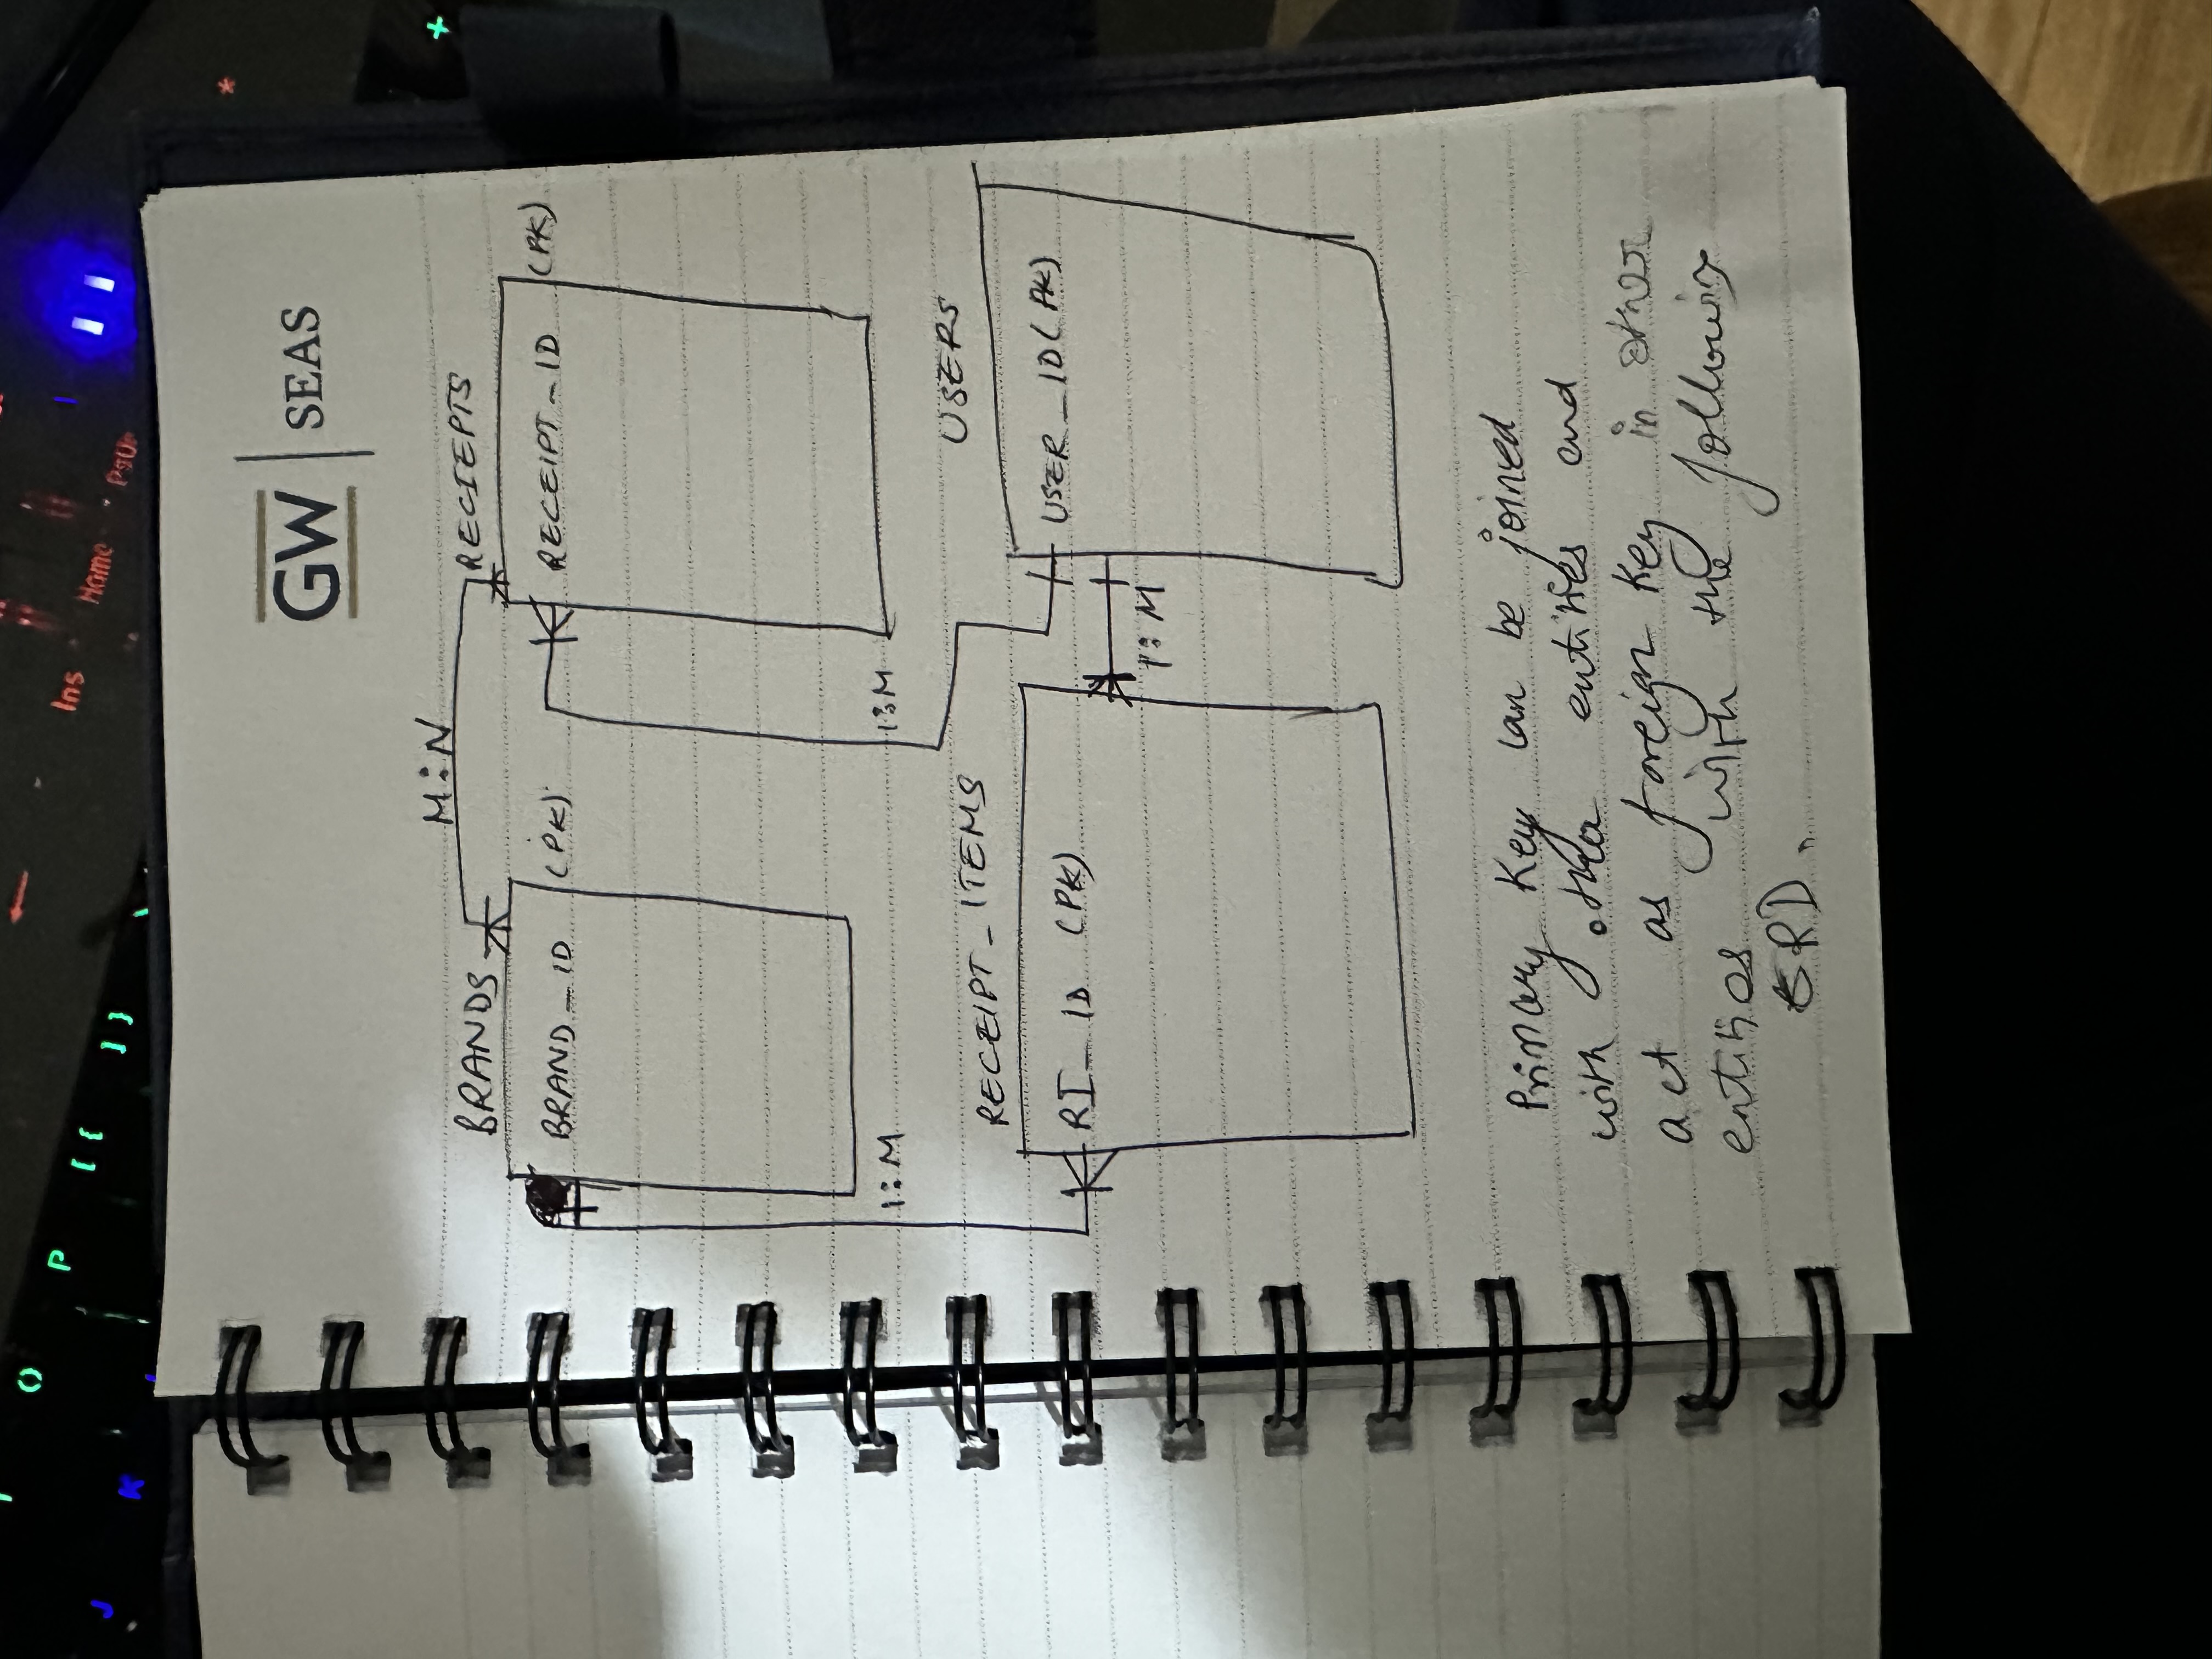 O
P
[ {
] }
J
K
Ins
Home
PgUp
*
+
GW | SEAS
M:N
BRANDS
RECIEPTS
BRAND_ID (PK)
RECEIPT_ID (PK)
1:M
1:M
RECEIPT_ITEMS
USERS
RI_ID (PK)
USER_ID (PK)
1:M
Primary Key can be joined
with other entities and
act as foreign key in other
entities with the following
ERD.